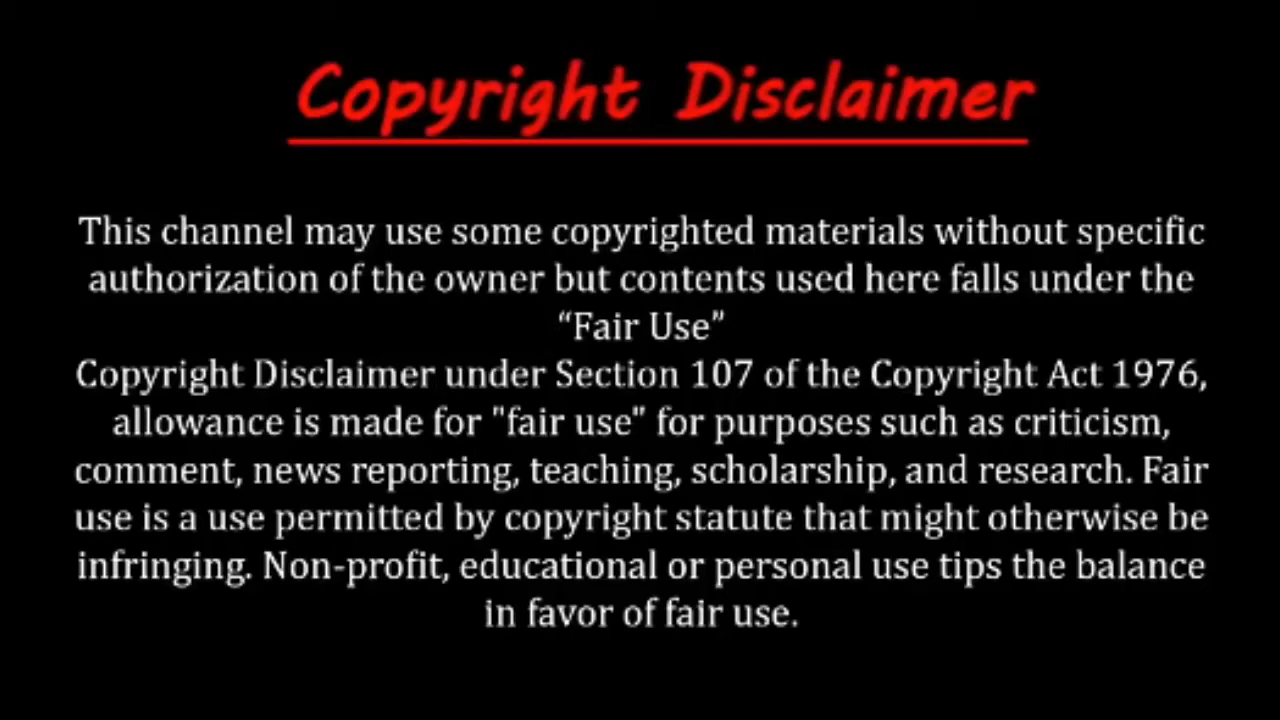 Copyright Disclaimer
This channel may use some copyrighted materials without specific
authorization of the owner but contents used here falls under the
“Fair Use”
Copyright Disclaimer under Section 107 of the Copyright Act 1976,
allowance is made for "fair use" for purposes such as criticism,
comment, news reporting, teaching, scholarship, and research. Fair
use is a use permitted by copyright statute that might otherwise be
infringing. Non-profit, educational or personal use tips the balance
in favor of fair use.